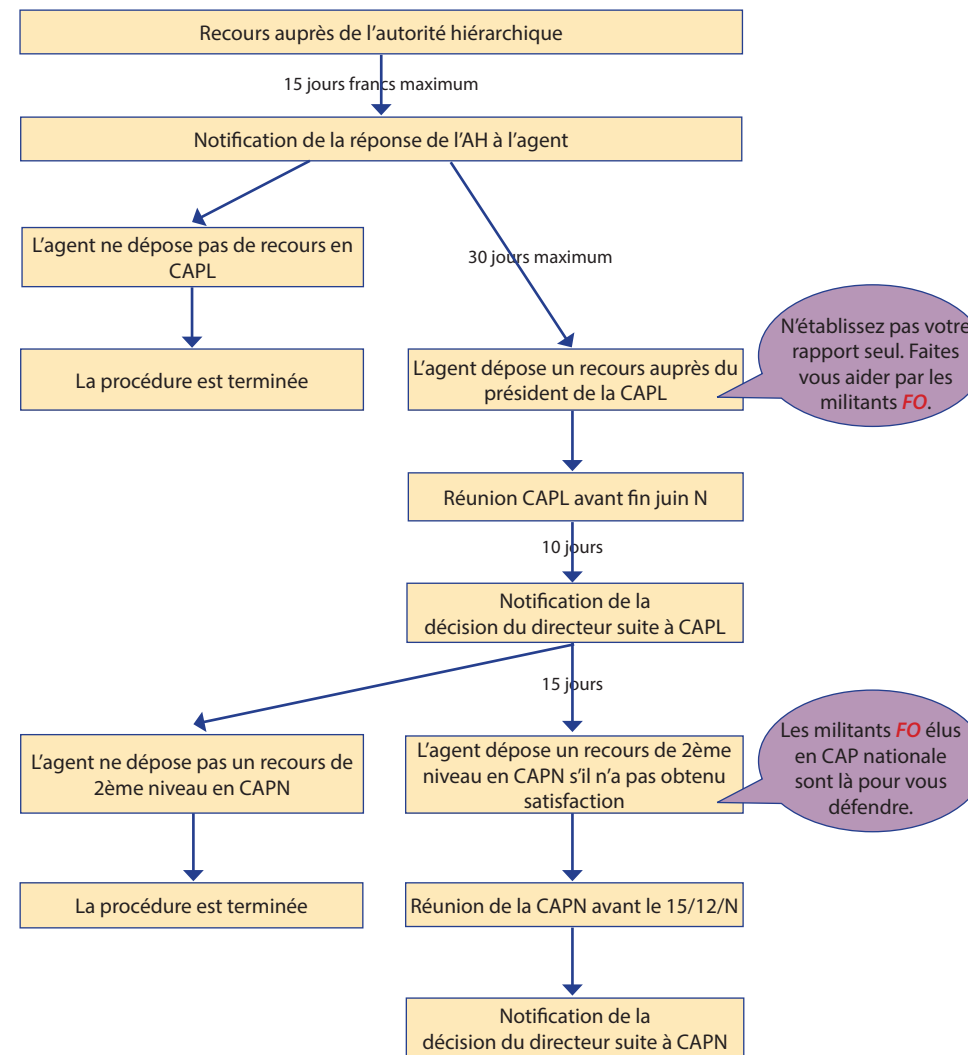 Recours auprès de l'autorité hiérarchique
15 jours francs maximum
Notification de la réponse de l'AH à l'agent
L'agent ne dépose pas de recours en
CAPL
30 jours maximum
La procédure est terminée
L'agent dépose un recours auprès du
président de la CAPL
N'établissez pas votre
rapport seul. Faites
vous aider par les
militants FO.
Réunion CAPL avant fin juin N
10 jours
Notification de la
décision du directeur suite à CAPL
15 jours
L'agent ne dépose pas un recours de
2ème niveau en CAPN
L'agent dépose un recours de 2ème
niveau en CAPN s'il n'a pas obtenu
satisfaction
Les militants FO élus
en CAP nationale
sont là pour vous
défendre.
La procédure est terminée
Réunion de la CAPN avant le 15/12/N
Notification de la
décision du directeur suite à CAPN